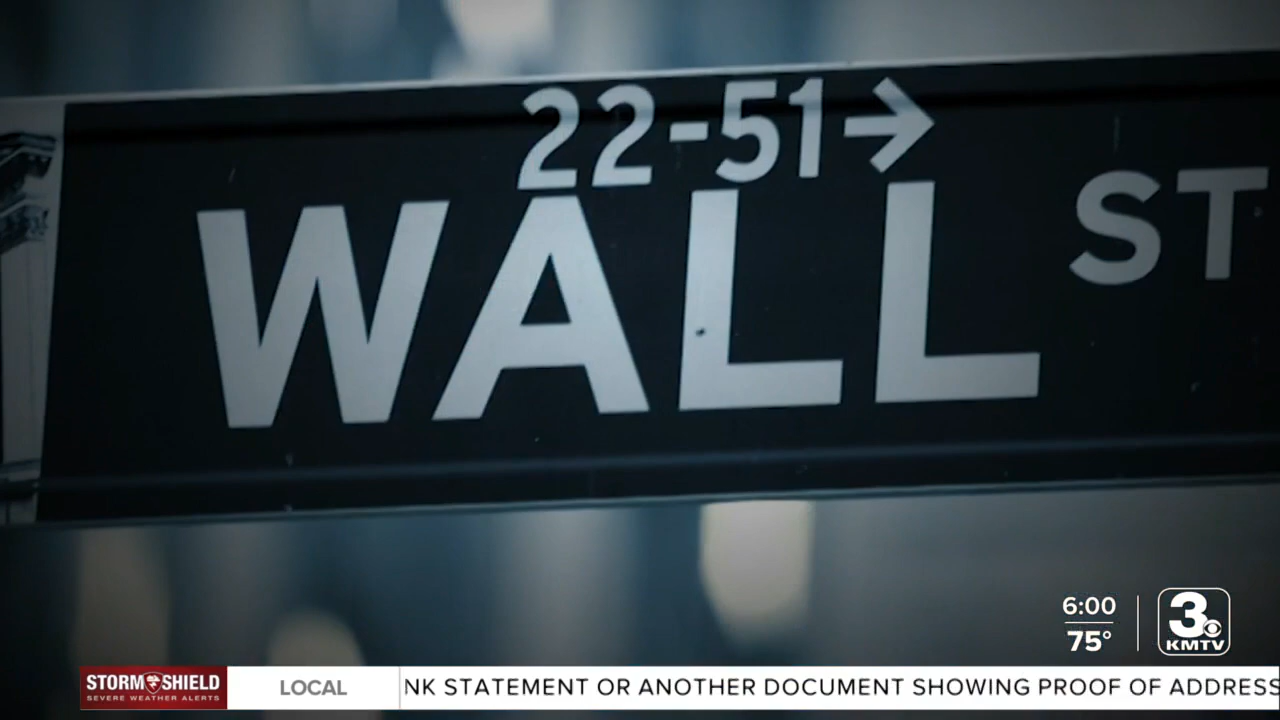 22-51→
WALL ST
6:00
75°
3
KMTV
STORM SHIELD
SEVERE WEATHER ALERTS
LOCAL
NK STATEMENT OR ANOTHER DOCUMENT SHOWING PROOF OF ADDRESS